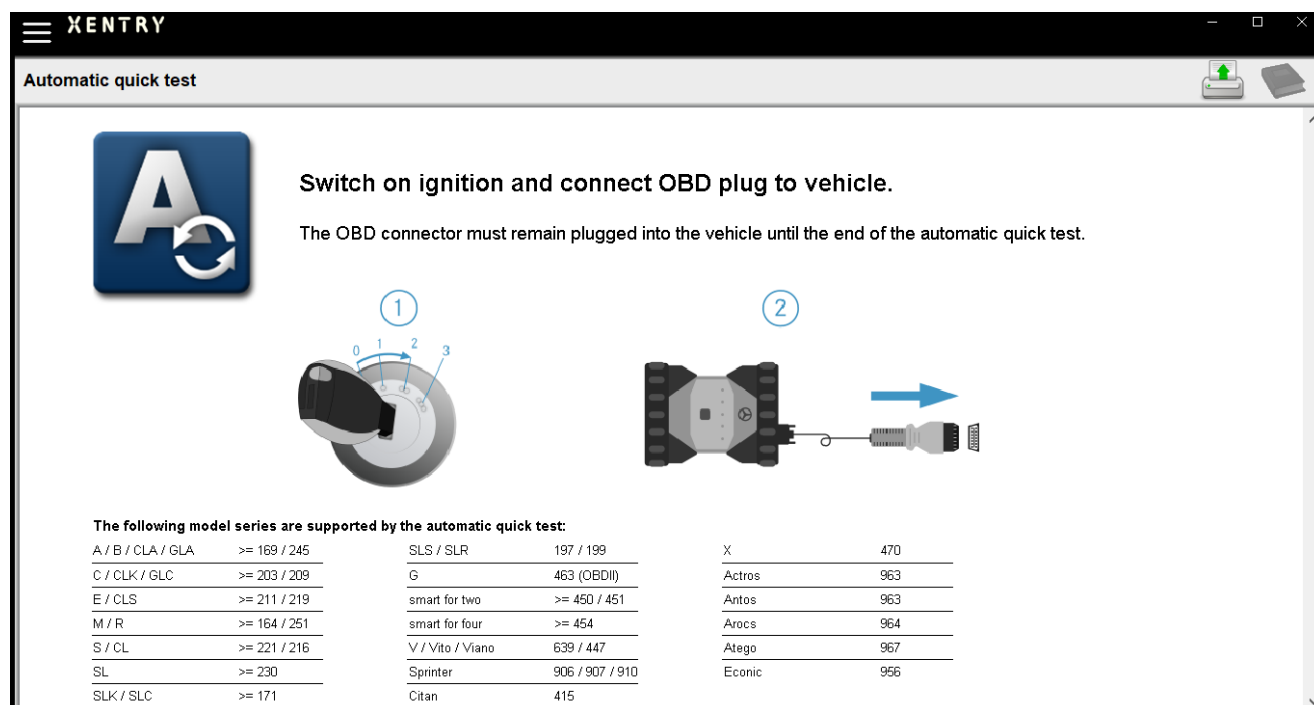 XENTRY
Automatic quick test
A
Switch on ignition and connect OBD plug to vehicle.
The OBD connector must remain plugged into the vehicle until the end of the automatic quick test.
1 2
0 1 2 3
The following model series are supported by the automatic quick test:
A / B / CLA / GLA >= 169 / 245 SLS / SLR 197 / 199 X 470
C / CLK / GLC >= 203 / 209 G 463 (OBDII) Actros 963
E / CLS >= 211 / 219 smart for two >= 450 / 451 Antos 963
M / R >= 164 / 251 smart for four >= 454 Arocs 964
S / CL >= 221 / 216 V / Vito / Viano 639 / 447 Atego 967
SL >= 230 Sprinter 906 / 907 / 910 Econic 956
SLK / SLC >= 171 Citan 415